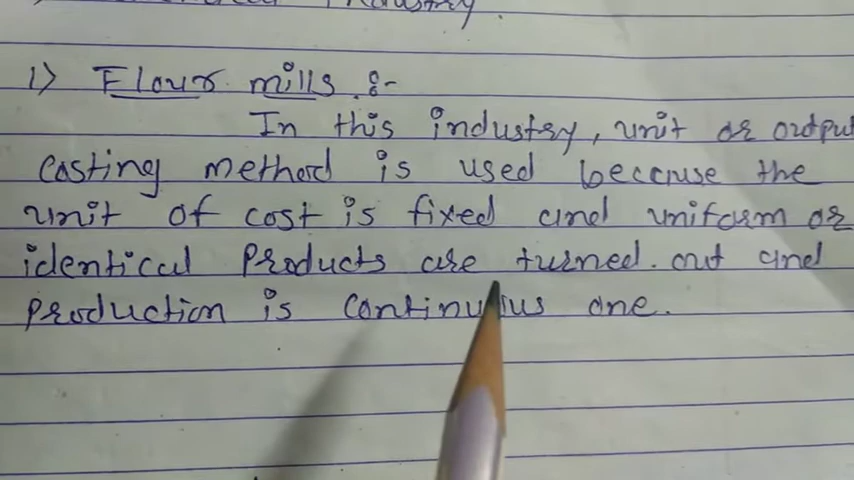 Industry.
1) Flour mills :-
In this industry, unit or output
costing method is used because the
unit of cost is fixed and uniform or
identical products are turned out and
production is continuous one.